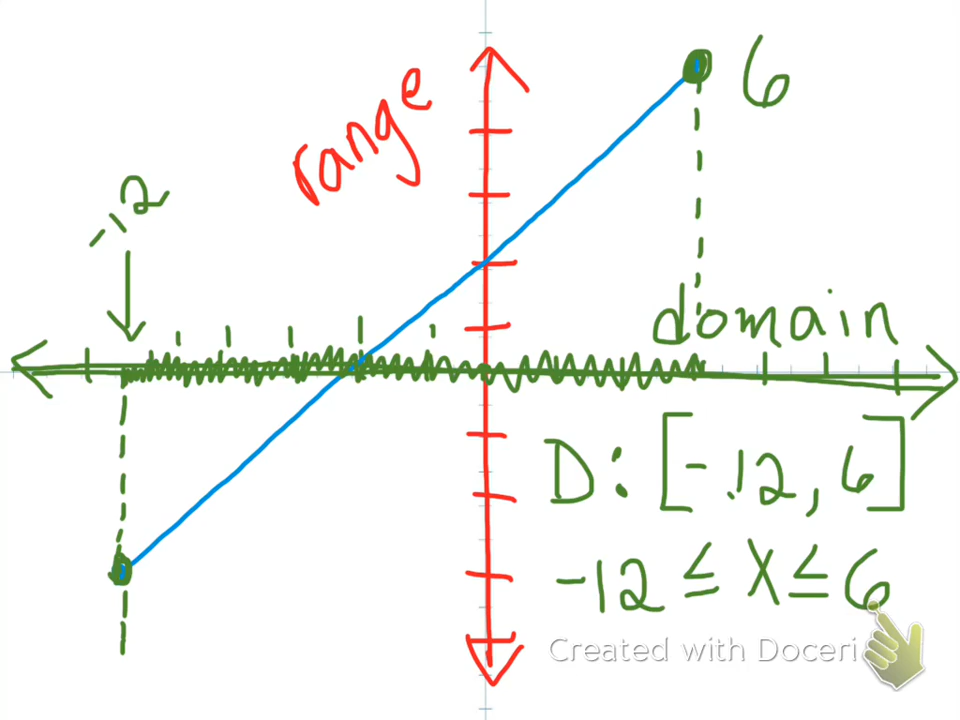 6
range
-12
domain
D: [-.12, 6]
-12 ≤ X ≤ 6
Created with Doceri